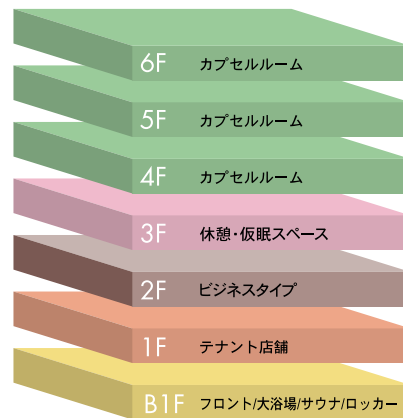 6F カプセルルーム
5F カプセルルーム
4F カプセルルーム
3F 休憩・仮眠スペース
2F ビジネスタイプ
1F テナント店舗
B1F フロント/大浴場/サウナ/ロッカー